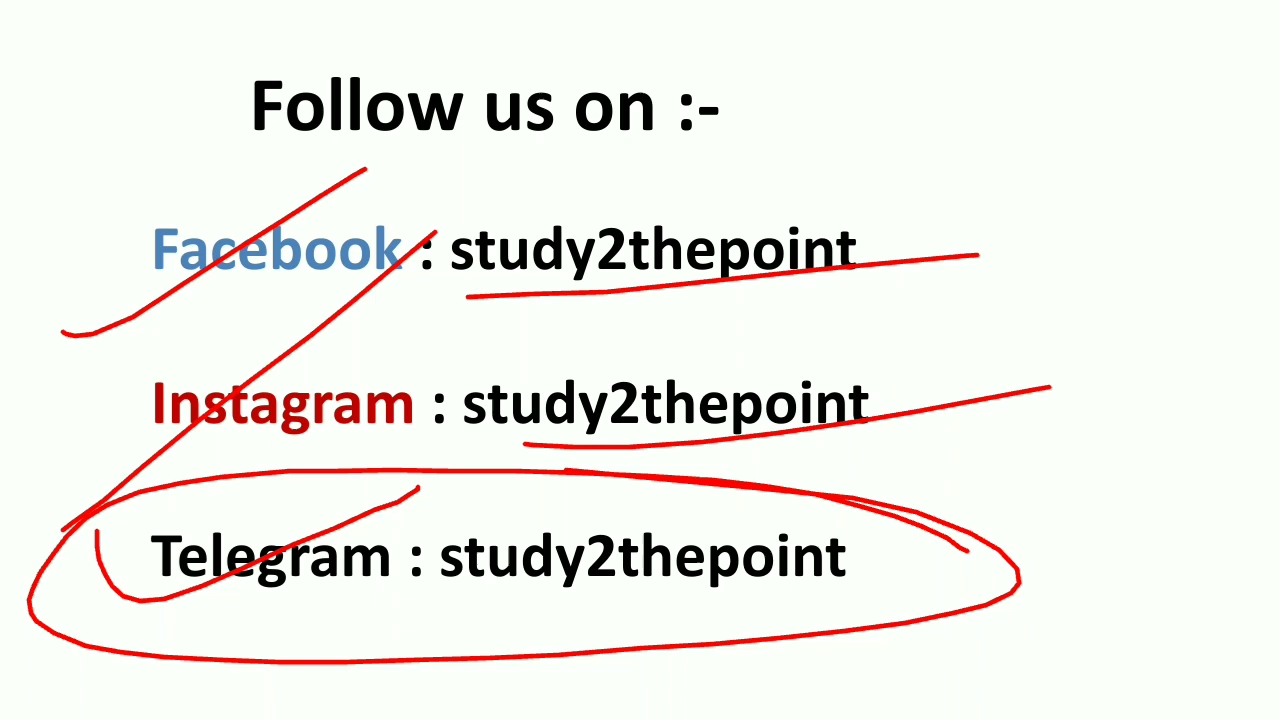 Follow us on :-
Facebook : study2thepoint
Instagram : study2thepoint
Telegram : study2thepoint